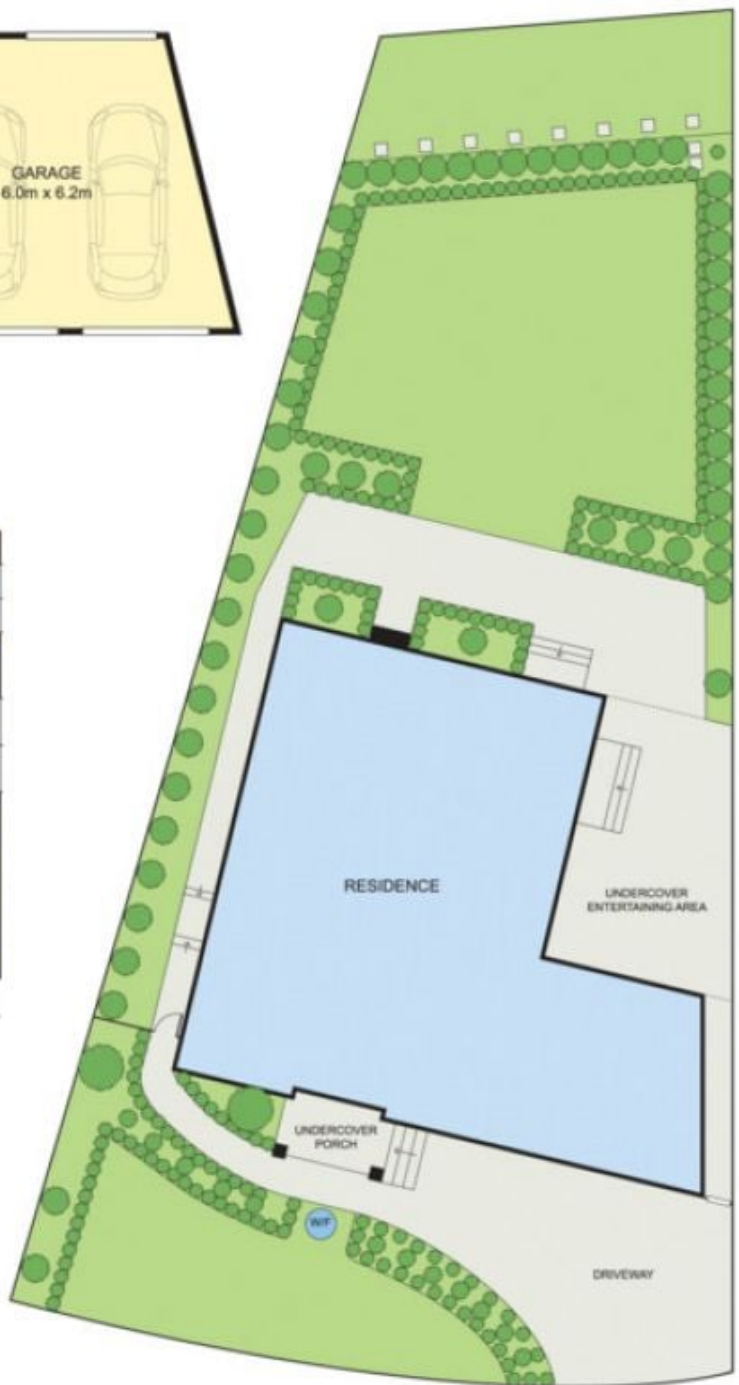 GARAGE
6.0m x 6.2m
RESIDENCE
UNDERCOVER
ENTERTAINING AREA
UNDERCOVER
PORCH
W/F
DRIVEWAY